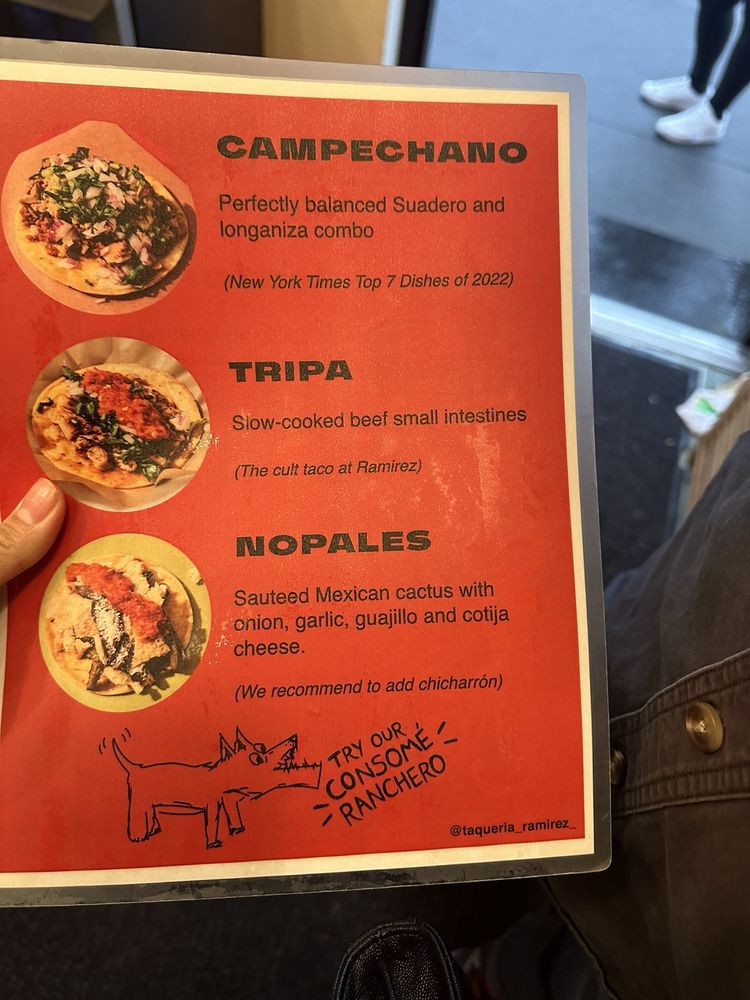 CAMPECHANO
Perfectly balanced Suadero and
longaniza combo
(New York Times Top 7 Dishes of 2022)
TRIPA
Slow-cooked beef small intestines
(The cult taco at Ramirez)
NOPALES
Sauteed Mexican cactus with
onion, garlic, guajillo and cotija
cheese.
(We recommend to add chicharrón)
TRY OUR
CONSOMÉ
RANCHERO
@taqueria_ramirez_